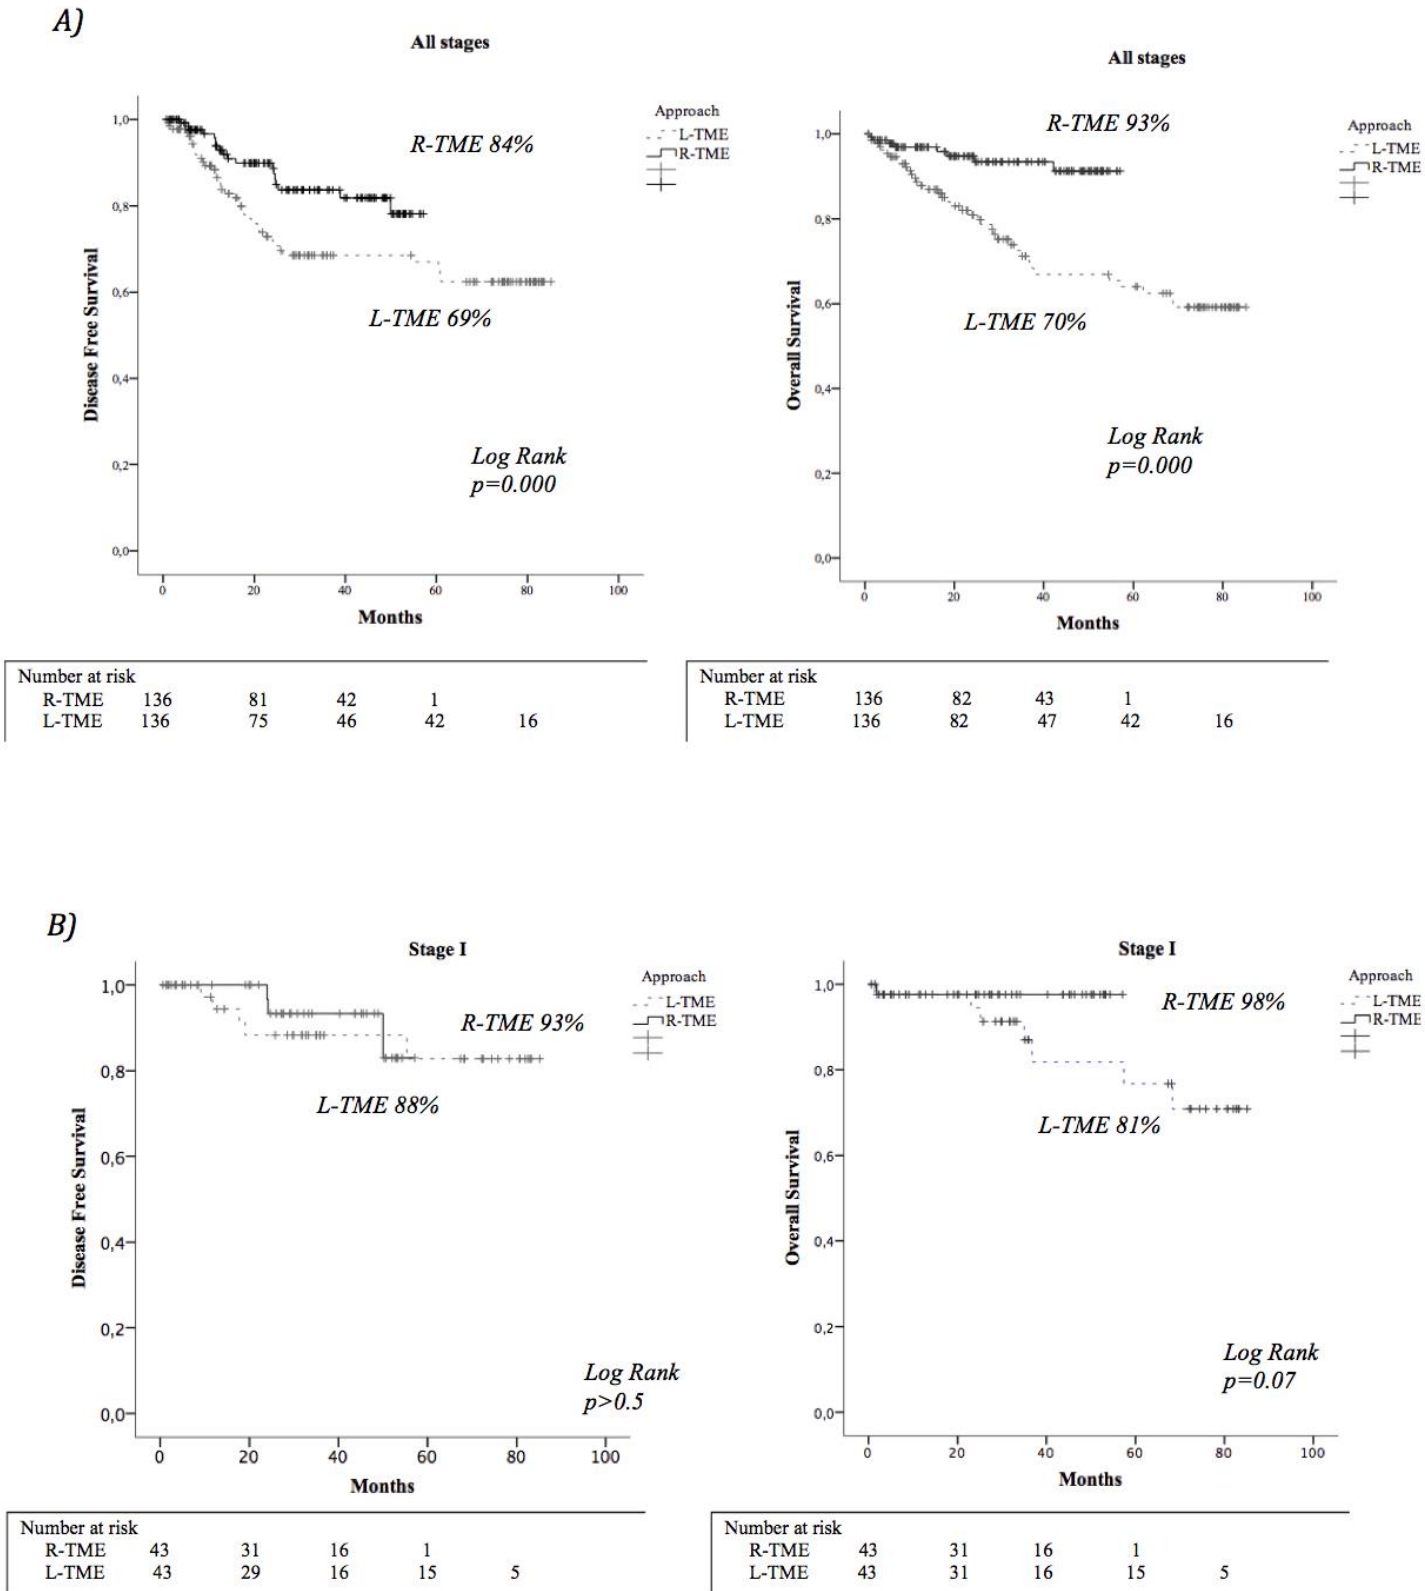 A)
All stages
Disease Free Survival
1,0
0,8
0,6
0,4
0,2
0,0
R-TME 84%
L-TME 69%
Log Rank
p=0.000
Approach
L-TME
R-TME
0 20 40 60 80 100
Months
Number at risk
R-TME 136 81 42 1
L-TME 136 75 46 42 16
All stages
Overall Survival
1,0
0,8
0,6
0,4
0,2
0,0
R-TME 93%
L-TME 70%
Log Rank
p=0.000
Approach
L-TME
R-TME
0 20 40 60 80 100
Months
Number at risk
R-TME 136 82 43 1
L-TME 136 82 47 42 16
B)
Stage I
Disease Free Survival
1,0
0,8
0,6
0,4
0,2
0,0
R-TME 93%
L-TME 88%
Log Rank
p>0.5
Approach
L-TME
R-TME
0 20 40 60 80 100
Months
Number at risk
R-TME 43 31 16 1
L-TME 43 29 16 15 5
Stage I
Overall Survival
1,0
0,8
0,6
0,4
0,2
0,0
R-TME 98%
L-TME 81%
Log Rank
p=0.07
Approach
L-TME
R-TME
0 20 40 60 80 100
Months
Number at risk
R-TME 43 31 16 1
L-TME 43 31 16 15 5